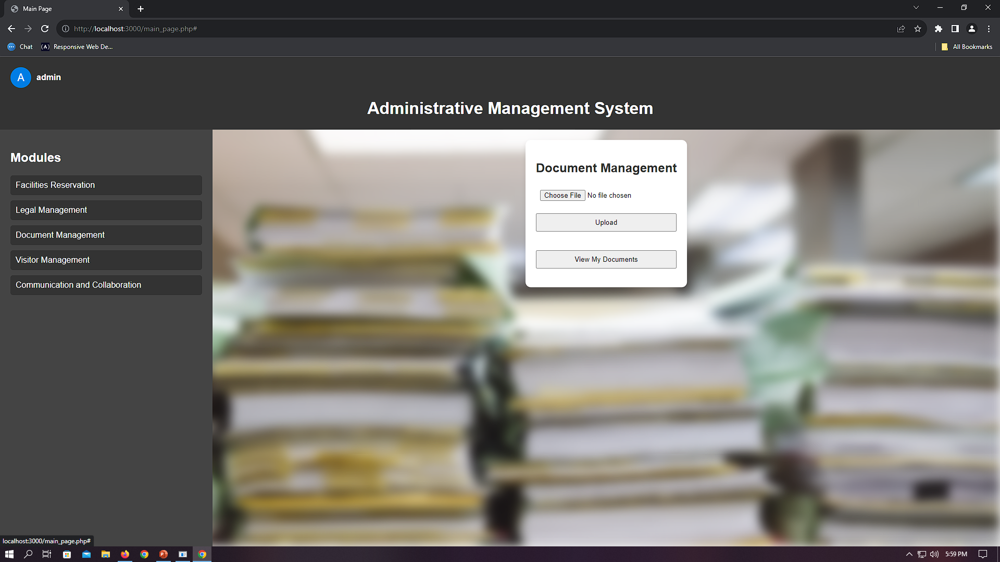 Main Page
http://localhost:3000/main_page.php#
Chat
Responsive Web De...
All Bookmarks
A
admin
Administrative Management System
Modules
Facilities Reservation
Legal Management
Document Management
Visitor Management
Communication and Collaboration
Document Management
Choose File No file chosen
Upload
View My Documents
localhost:3000/main_page.php#
5:59 PM